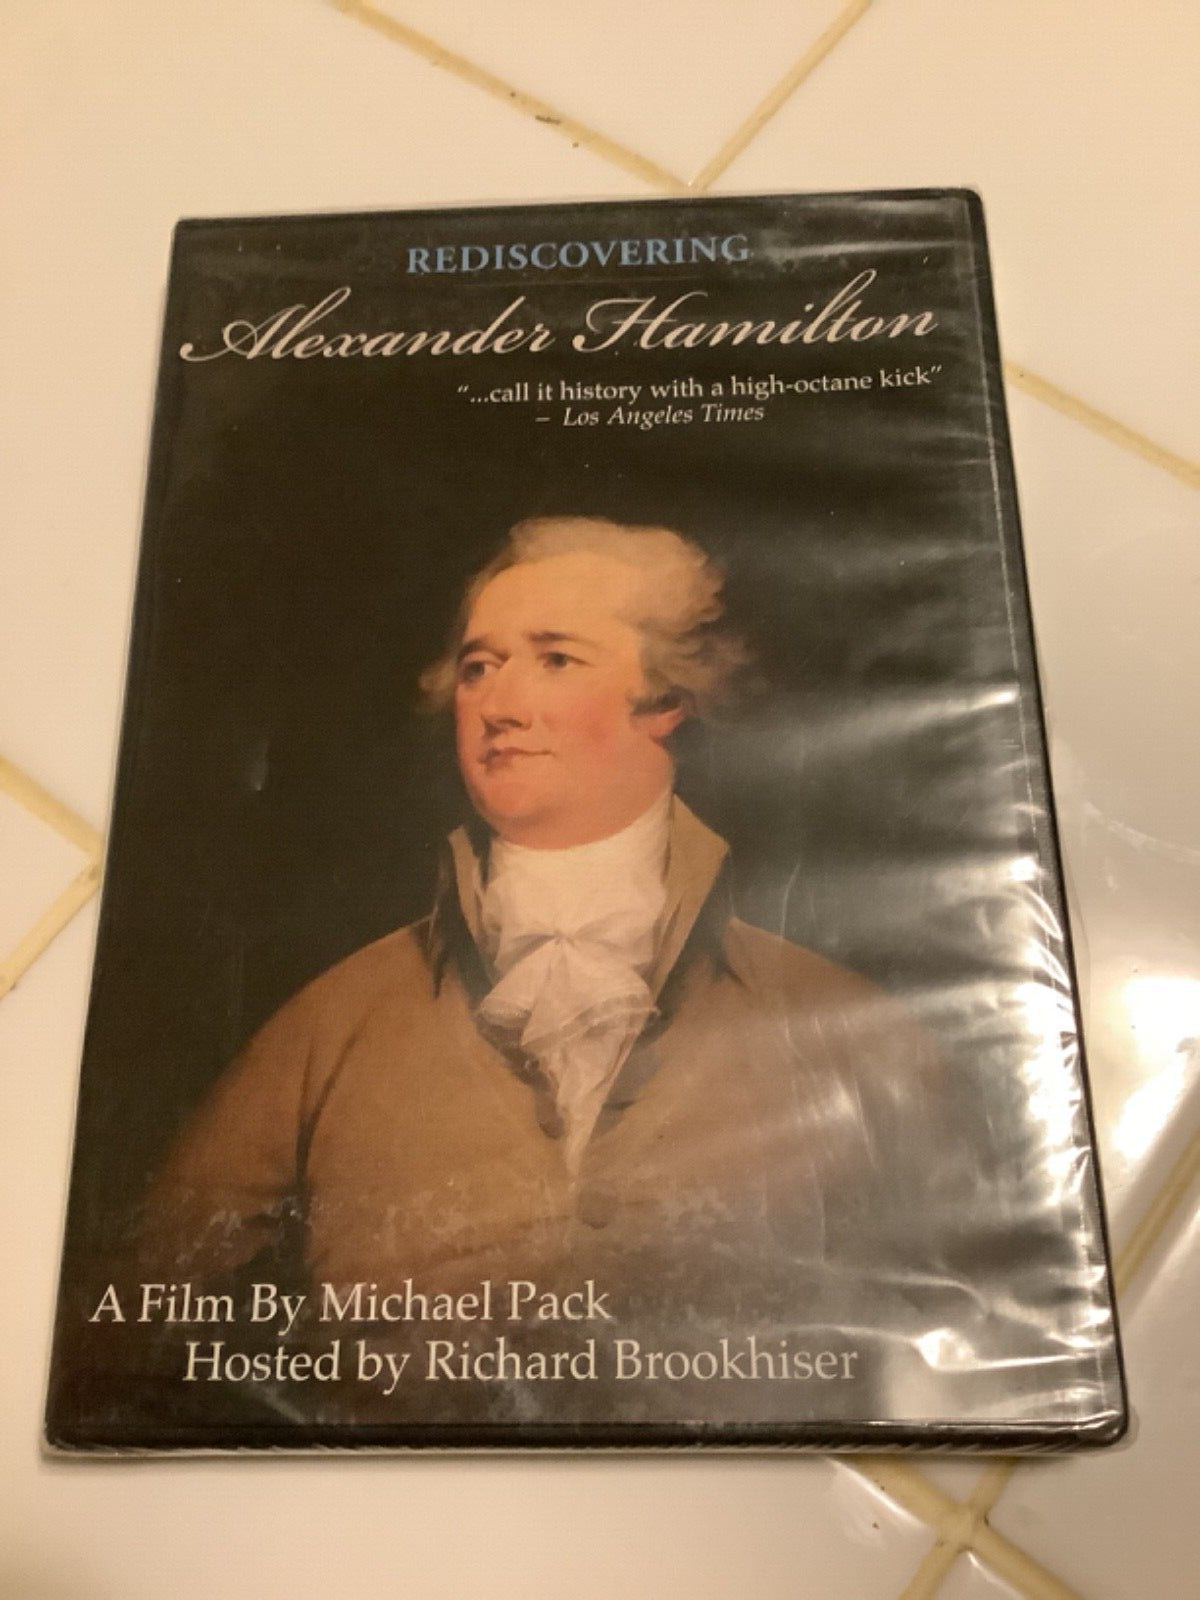 REDISCOVERING
Alexander Hamilton
“...call it history with a high-octane kick”
– Los Angeles Times
A Film By Michael Pack
Hosted by Richard Brookhiser